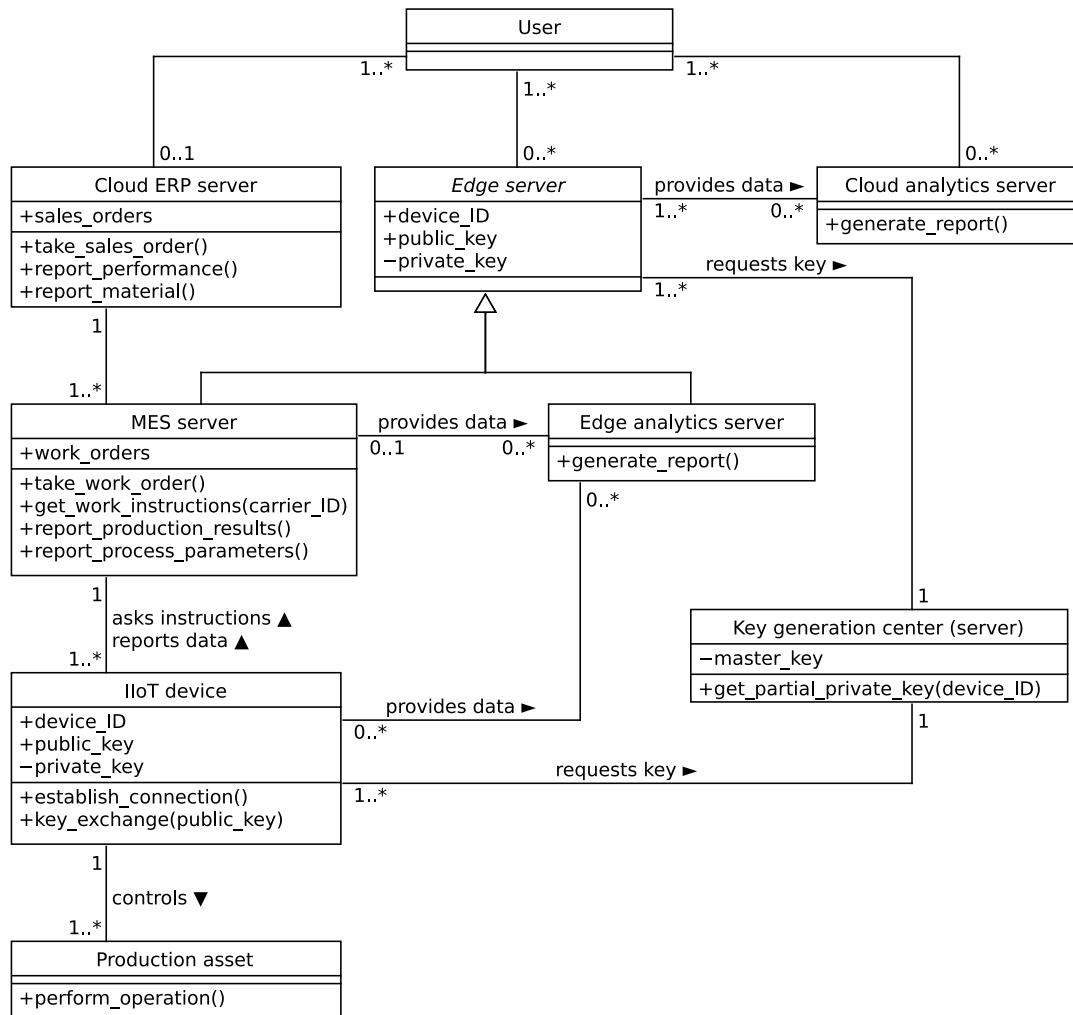 User
1..*
1..*
1..*
0..1
0..*
0..*
Cloud ERP server
+sales_orders
+take_sales_order()
+report_performance()
+report_material()
Edge server
+device_ID
+public_key
−private_key
provides data ►
1..*
0..*
Cloud analytics server
+generate_report()
requests key ►
1..*
1
1..*
MES server
+work_orders
+take_work_order()
+get_work_instructions(carrier_ID)
+report_production_results()
+report_process_parameters()
provides data ►
0..1
0..*
Edge analytics server
+generate_report()
0..*
1
asks instructions ▲
reports data ▲
1..*
1
Key generation center (server)
−master_key
+get_partial_private_key(device_ID)
1
IIoT device
+device_ID
+public_key
−private_key
+establish_connection()
+key_exchange(public_key)
provides data ►
0..*
requests key ►
1..*
1
controls ▼
1..*
Production asset
+perform_operation()